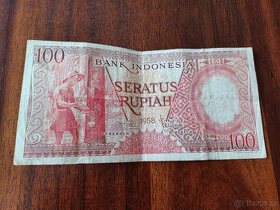 100
BANK INDONESIA
SERATUS
RUPIAH
1958
100